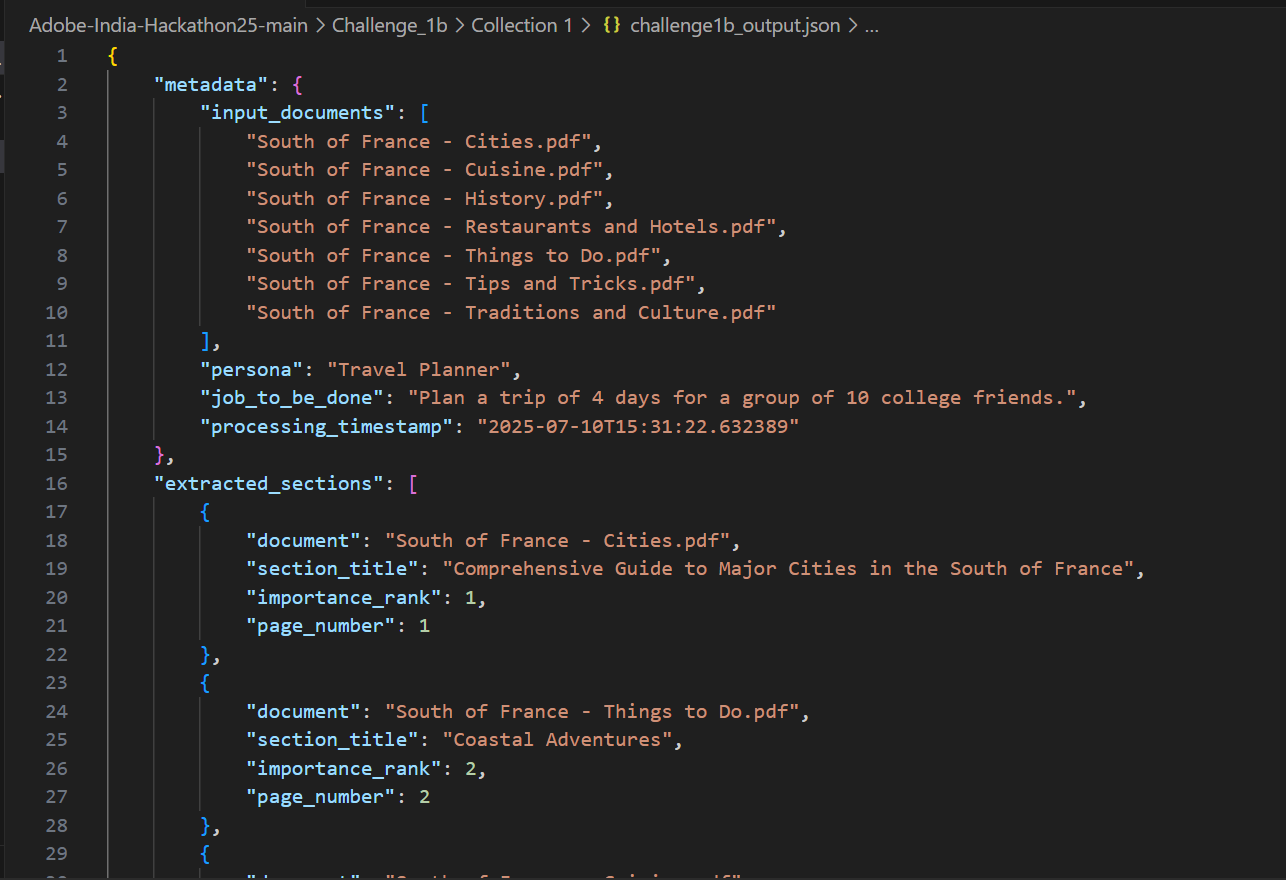 Adobe-India-Hackathon25-main > Challenge_1b > Collection 1 > {} challenge1b_output.json > ...
1 {
2 "metadata": {
3 "input_documents": [
4 "South of France - Cities.pdf",
5 "South of France - Cuisine.pdf",
6 "South of France - History.pdf",
7 "South of France - Restaurants and Hotels.pdf",
8 "South of France - Things to Do.pdf",
9 "South of France - Tips and Tricks.pdf",
10 "South of France - Traditions and Culture.pdf"
11 ],
12 "persona": "Travel Planner",
13 "job_to_be_done": "Plan a trip of 4 days for a group of 10 college friends.",
14 "processing_timestamp": "2025-07-10T15:31:22.632389"
15 },
16 "extracted_sections": [
17 {
18 "document": "South of France - Cities.pdf",
19 "section_title": "Comprehensive Guide to Major Cities in the South of France",
20 "importance_rank": 1,
21 "page_number": 1
22 },
23 {
24 "document": "South of France - Things to Do.pdf",
25 "section_title": "Coastal Adventures",
26 "importance_rank": 2,
27 "page_number": 2
28 },
29 {